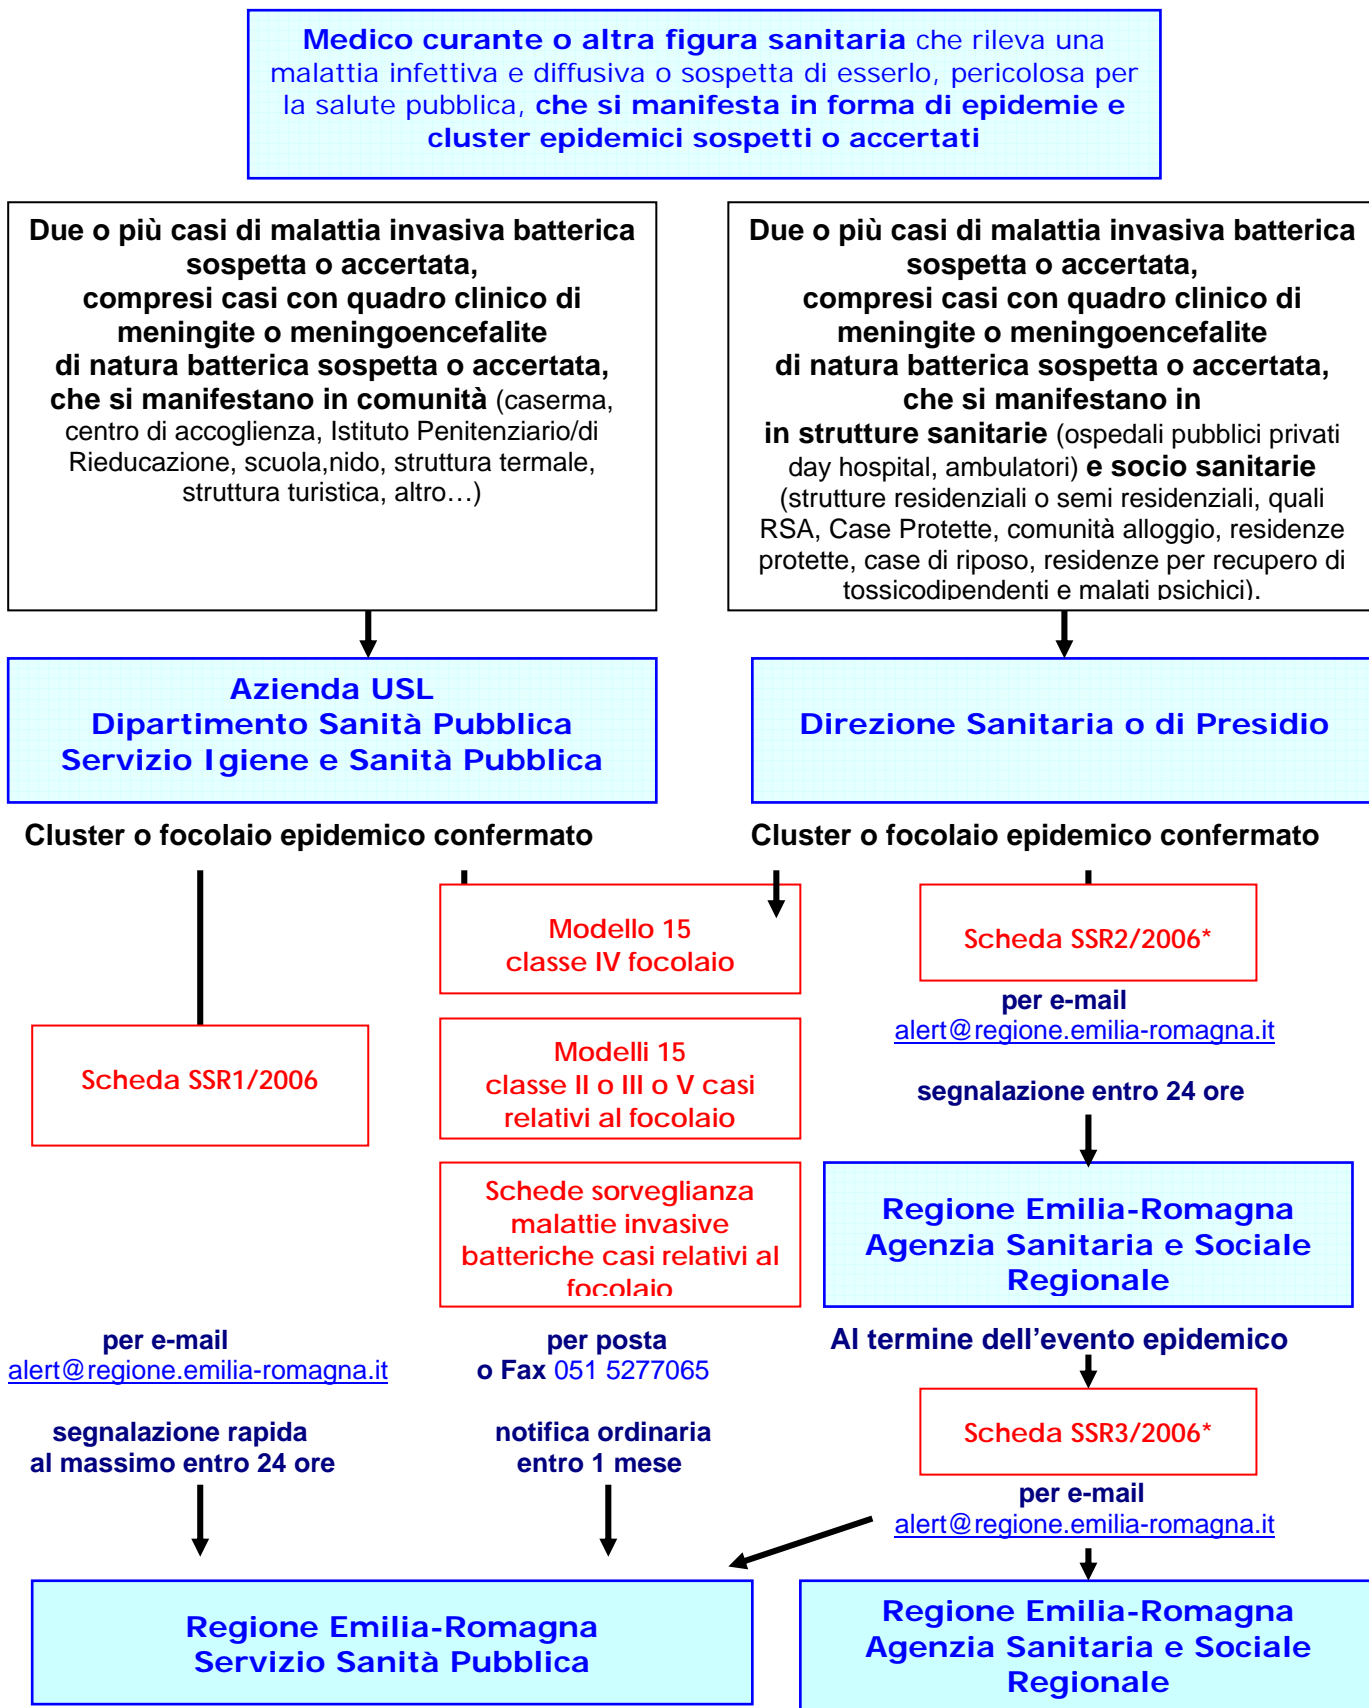 Medico curante o altra figura sanitaria che rileva una
malattia infettiva e diffusiva o sospetta di esserlo, pericolosa per
la salute pubblica, che si manifesta in forma di epidemie e
cluster epidemici sospetti o accertati
Due o più casi di malattia invasiva batterica
sospetta o accertata,
compresi casi con quadro clinico di
meningite o meningoencefalite
di natura batterica sospetta o accertata,
che si manifestano in comunità (caserma,
centro di accoglienza, Istituto Penitenziario/di
Rieducazione, scuola,nido, struttura termale,
struttura turistica, altro…)
Due o più casi di malattia invasiva batterica
sospetta o accertata,
compresi casi con quadro clinico di
meningite o meningoencefalite
di natura batterica sospetta o accertata,
che si manifestano in
in strutture sanitarie (ospedali pubblici privati
day hospital, ambulatori) e socio sanitarie
(strutture residenziali o semi residenziali, quali
RSA, Case Protette, comunità alloggio, residenze
protette, case di riposo, residenze per recupero di
tossicodipendenti e malati psichici).
Azienda USL
Dipartimento Sanità Pubblica
Servizio Igiene e Sanità Pubblica
Direzione Sanitaria o di Presidio
Cluster o focolaio epidemico confermato
Cluster o focolaio epidemico confermato
Scheda SSR1/2006
Modello 15
classe IV focolaio
Modelli 15
classe II o III o V casi
relativi al focolaio
Schede sorveglianza
malattie invasive
batteriche casi relativi al
focolaio
Scheda SSR2/2006*
per e-mail
alert@regione.emilia-romagna.it
segnalazione entro 24 ore
Regione Emilia-Romagna
Agenzia Sanitaria e Sociale
Regionale
per e-mail
alert@regione.emilia-romagna.it
segnalazione rapida
al massimo entro 24 ore
per posta
o Fax 051 5277065
notifica ordinaria
entro 1 mese
Al termine dell’evento epidemico
Scheda SSR3/2006*
per e-mail
alert@regione.emilia-romagna.it
Regione Emilia-Romagna
Servizio Sanità Pubblica
Regione Emilia-Romagna
Agenzia Sanitaria e Sociale
Regionale